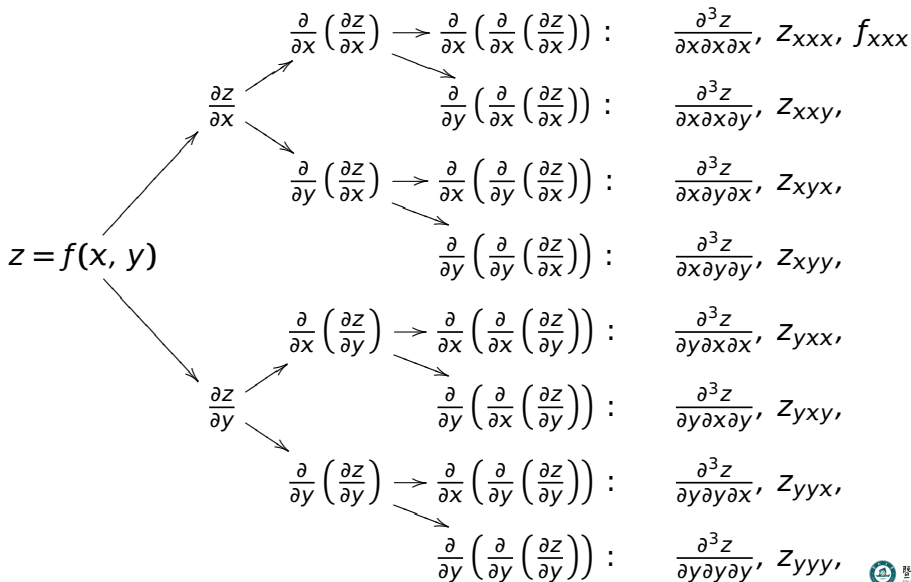 ∂/∂x (∂z/∂x) → ∂/∂x (∂/∂x (∂z/∂x)) : ∂³z/∂x∂x∂x, z_xxx, f_xxx
∂z/∂x ∂/∂y (∂/∂x (∂z/∂x)) : ∂³z/∂x∂x∂y, z_xxy,
∂/∂y (∂z/∂x) → ∂/∂x (∂/∂y (∂z/∂x)) : ∂³z/∂x∂y∂x, z_xyx,
z = f(x, y) ∂/∂y (∂/∂y (∂z/∂x)) : ∂³z/∂x∂y∂y, z_xyy,
∂/∂x (∂z/∂y) → ∂/∂x (∂/∂x (∂z/∂y)) : ∂³z/∂y∂x∂x, z_yxx,
∂z/∂y ∂/∂y (∂/∂x (∂z/∂y)) : ∂³z/∂y∂x∂y, z_yxy,
∂/∂y (∂z/∂y) → ∂/∂x (∂/∂y (∂z/∂y)) : ∂³z/∂y∂y∂x, z_yyx,
∂/∂y (∂/∂y (∂z/∂y)) : ∂³z/∂y∂y∂y, z_yyy,